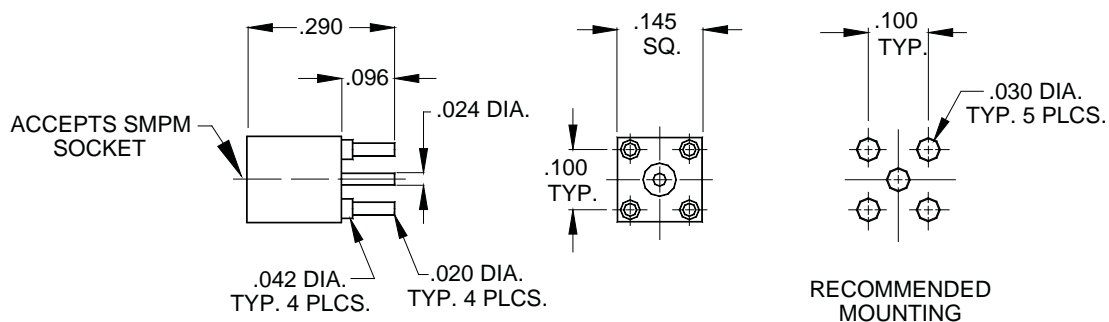 .290
.096
.024 DIA.
ACCEPTS SMPM
SOCKET
.042 DIA.
TYP. 4 PLCS.
.020 DIA.
TYP. 4 PLCS.
.145
SQ.
.100
TYP.
.100
TYP.
.030 DIA.
TYP. 5 PLCS.
RECOMMENDED
MOUNTING